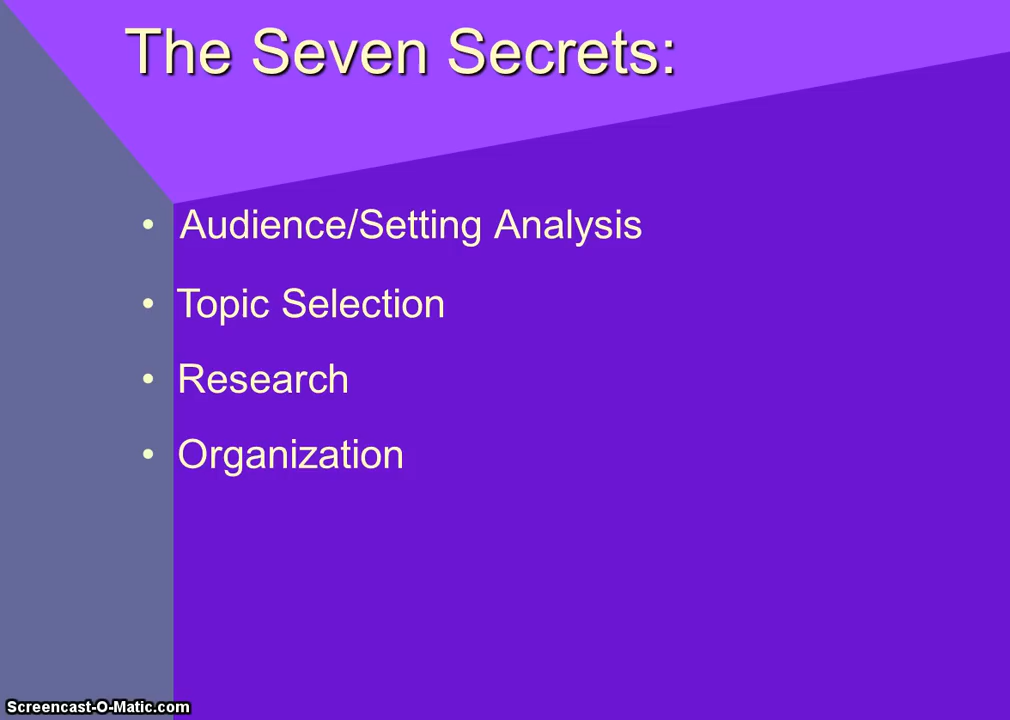 The Seven Secrets:
• Audience/Setting Analysis
• Topic Selection
• Research
• Organization
Screencast-O-Matic.com